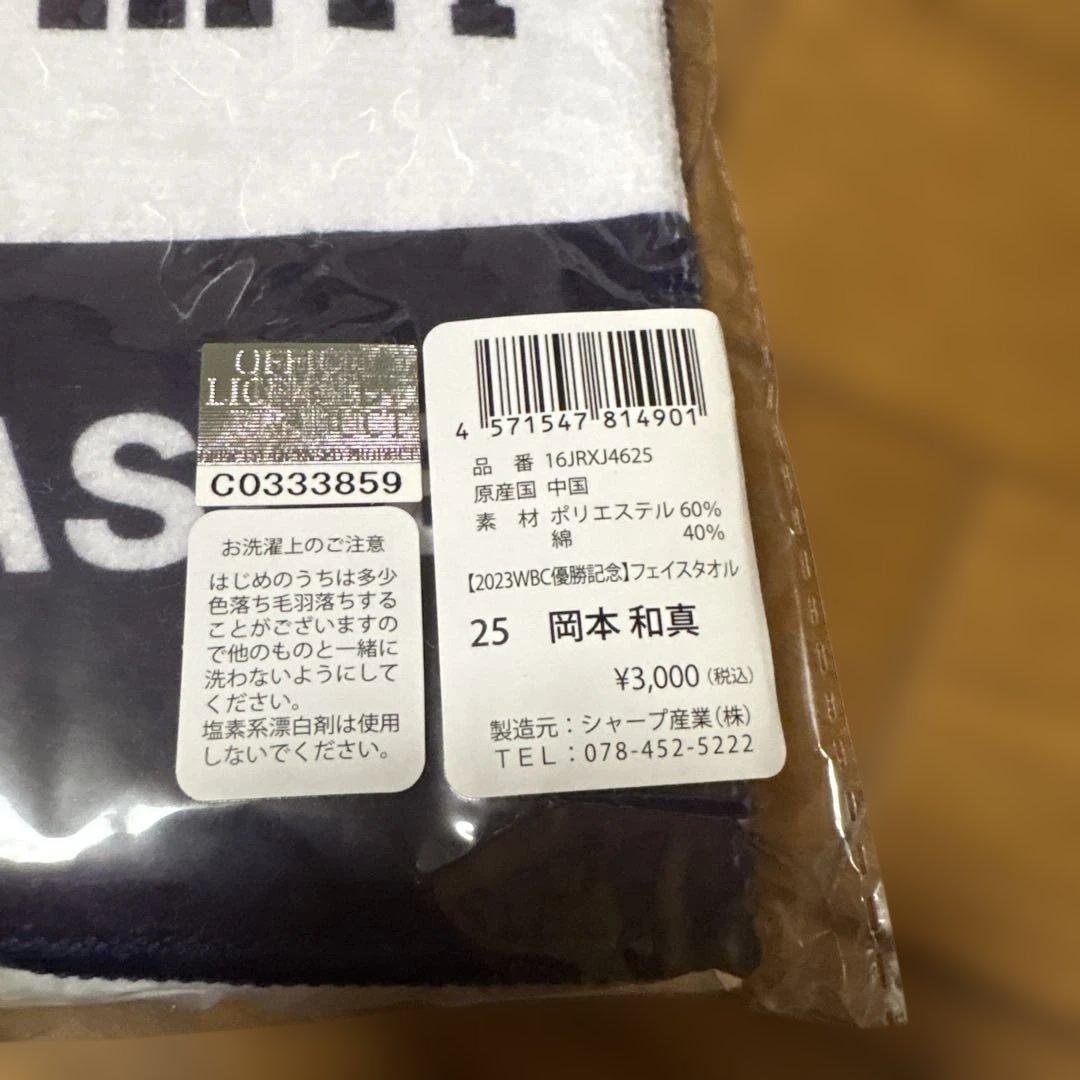 AS
OFFICIAL
LICENSED
PRODUCT
OFFICIAL LICENSED PRODUCT
C0333859
お洗濯上のご注意
はじめのうちは多少
色落ち毛羽落ちする
ことがございますの
で他のものと一緒に
洗わないようにして
ください。
塩素系漂白剤は使用
しないでください。
4 571547 814901
品 番 16JRXJ4625
原産国 中国
素 材 ポリエステル 60%
綿 40%
【2023WBC優勝記念】フェイスタオル
25 岡本 和真
¥3,000（税込）
製造元：シャープ産業（株）
TEL：078-452-5222